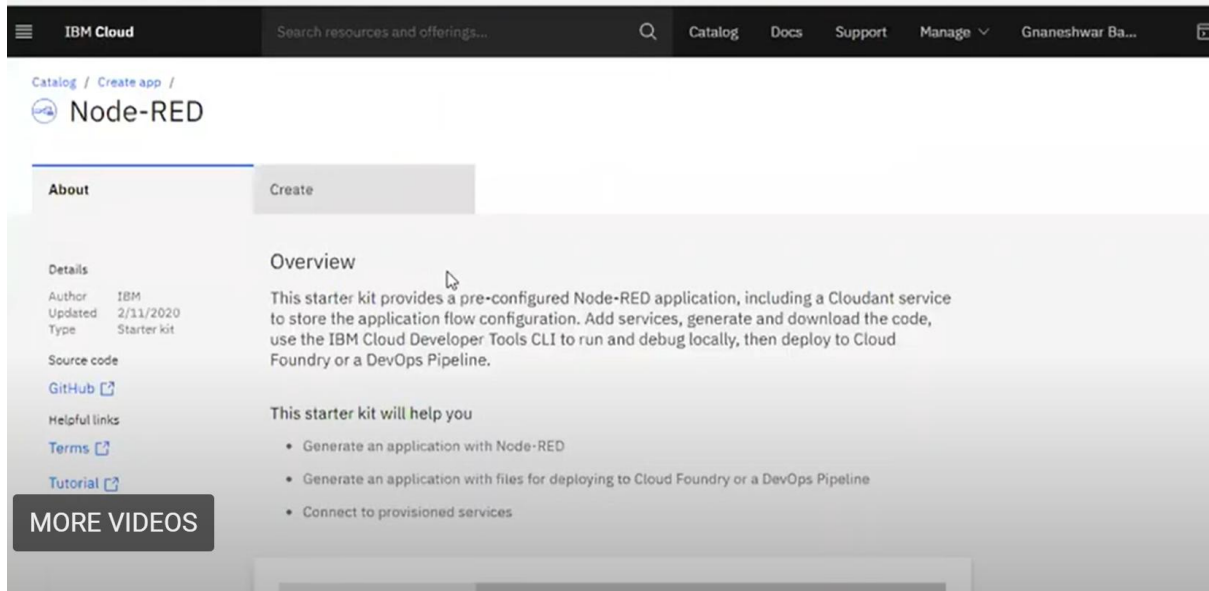 IBM Cloud
Search resources and offerings...
Catalog
Docs
Support
Manage
Gnaneshwar Ba...
Catalog / Create app /
Node-RED
About
Create
Details
Author IBM
Updated 2/11/2020
Type Starter kit
Source code
GitHub
Helpful links
Terms
Tutorial
MORE VIDEOS
Overview
This starter kit provides a pre-configured Node-RED application, including a Cloudant service
to store the application flow configuration. Add services, generate and download the code,
use the IBM Cloud Developer Tools CLI to run and debug locally, then deploy to Cloud
Foundry or a DevOps Pipeline.
This starter kit will help you
• Generate an application with Node-RED
• Generate an application with files for deploying to Cloud Foundry or a DevOps Pipeline
• Connect to provisioned services